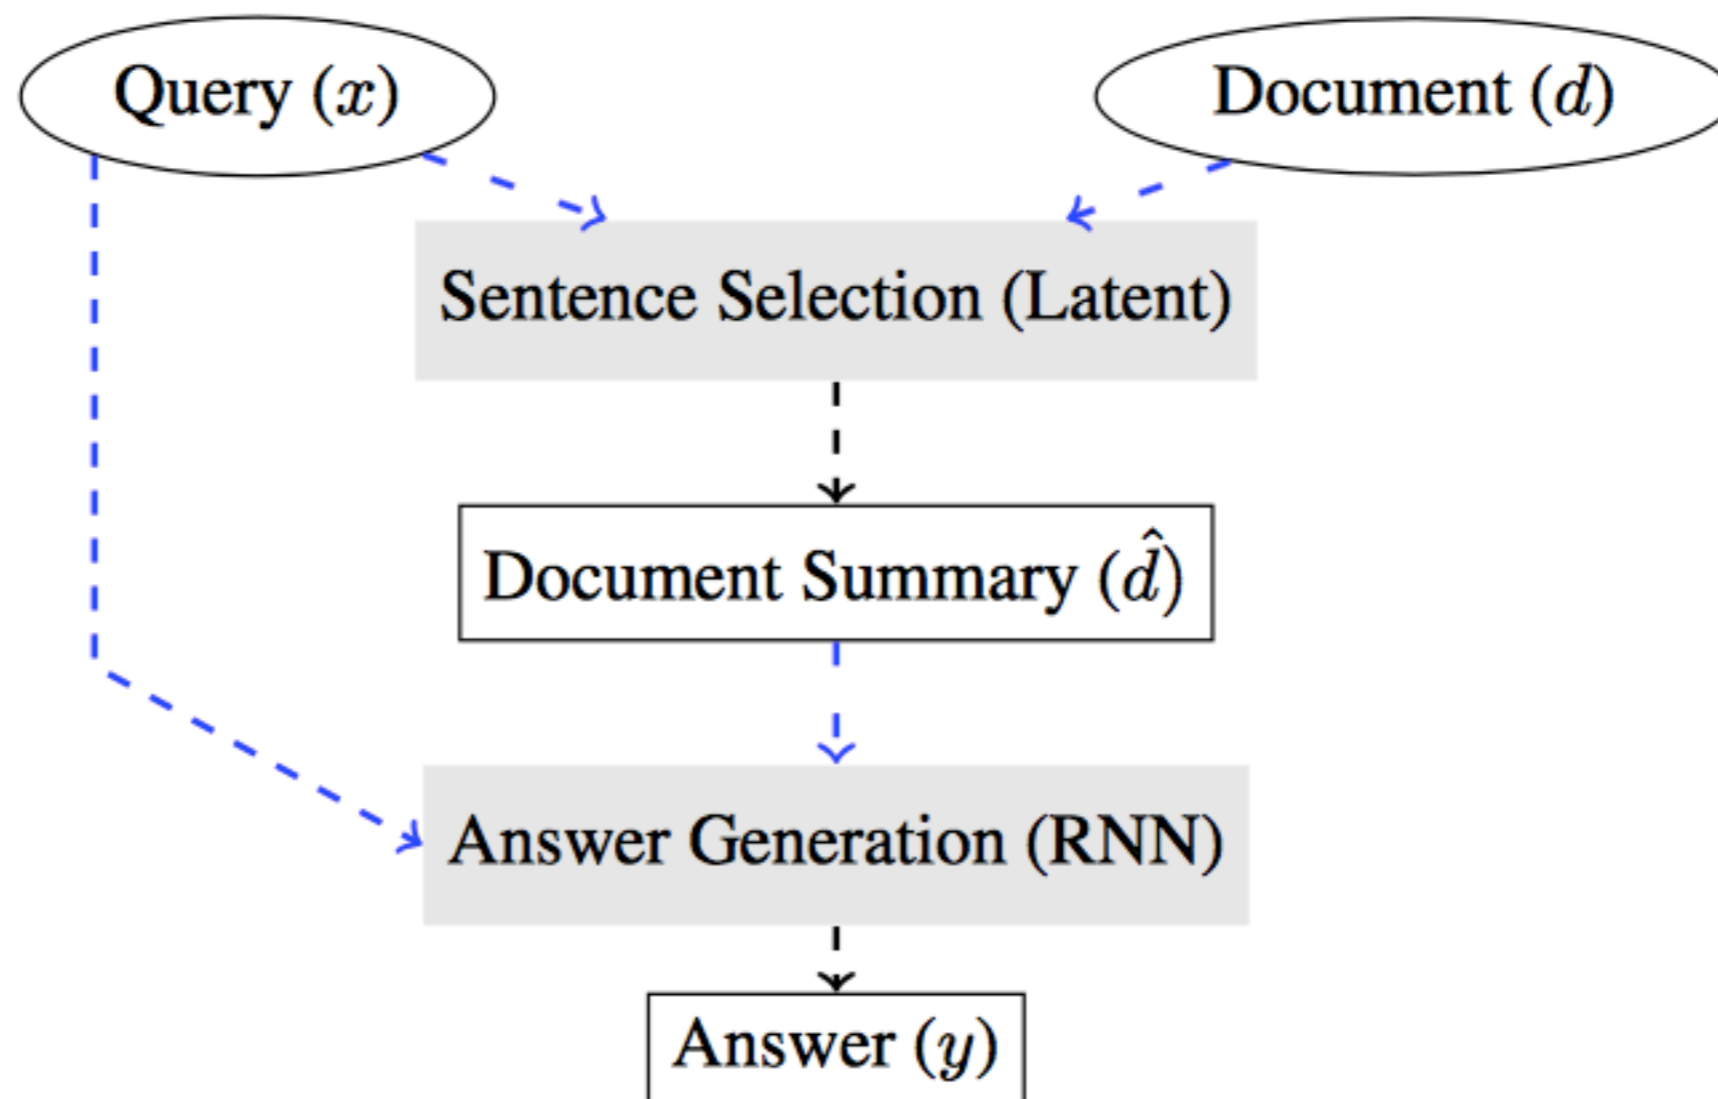 Query (x)
Document (d)
Sentence Selection (Latent)
Document Summary (d̂)
Answer Generation (RNN)
Answer (y)